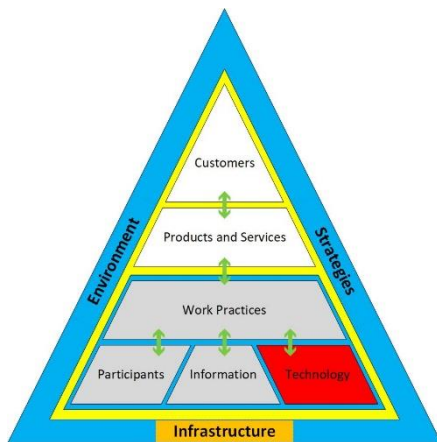 Customers
Products and Services
Environment
Strategies
Work Practices
Participants
Information
Technology
Infrastructure